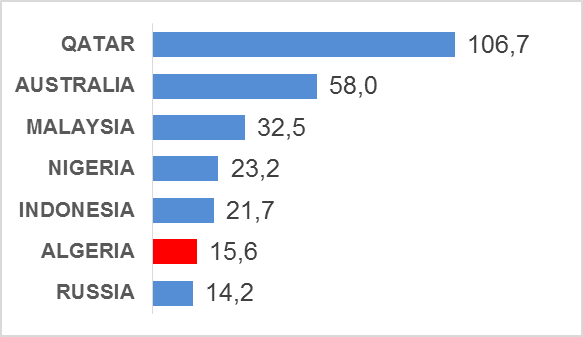 QATAR 106,7
AUSTRALIA 58,0
MALAYSIA 32,5
NIGERIA 23,2
INDONESIA 21,7
ALGERIA 15,6
RUSSIA 14,2